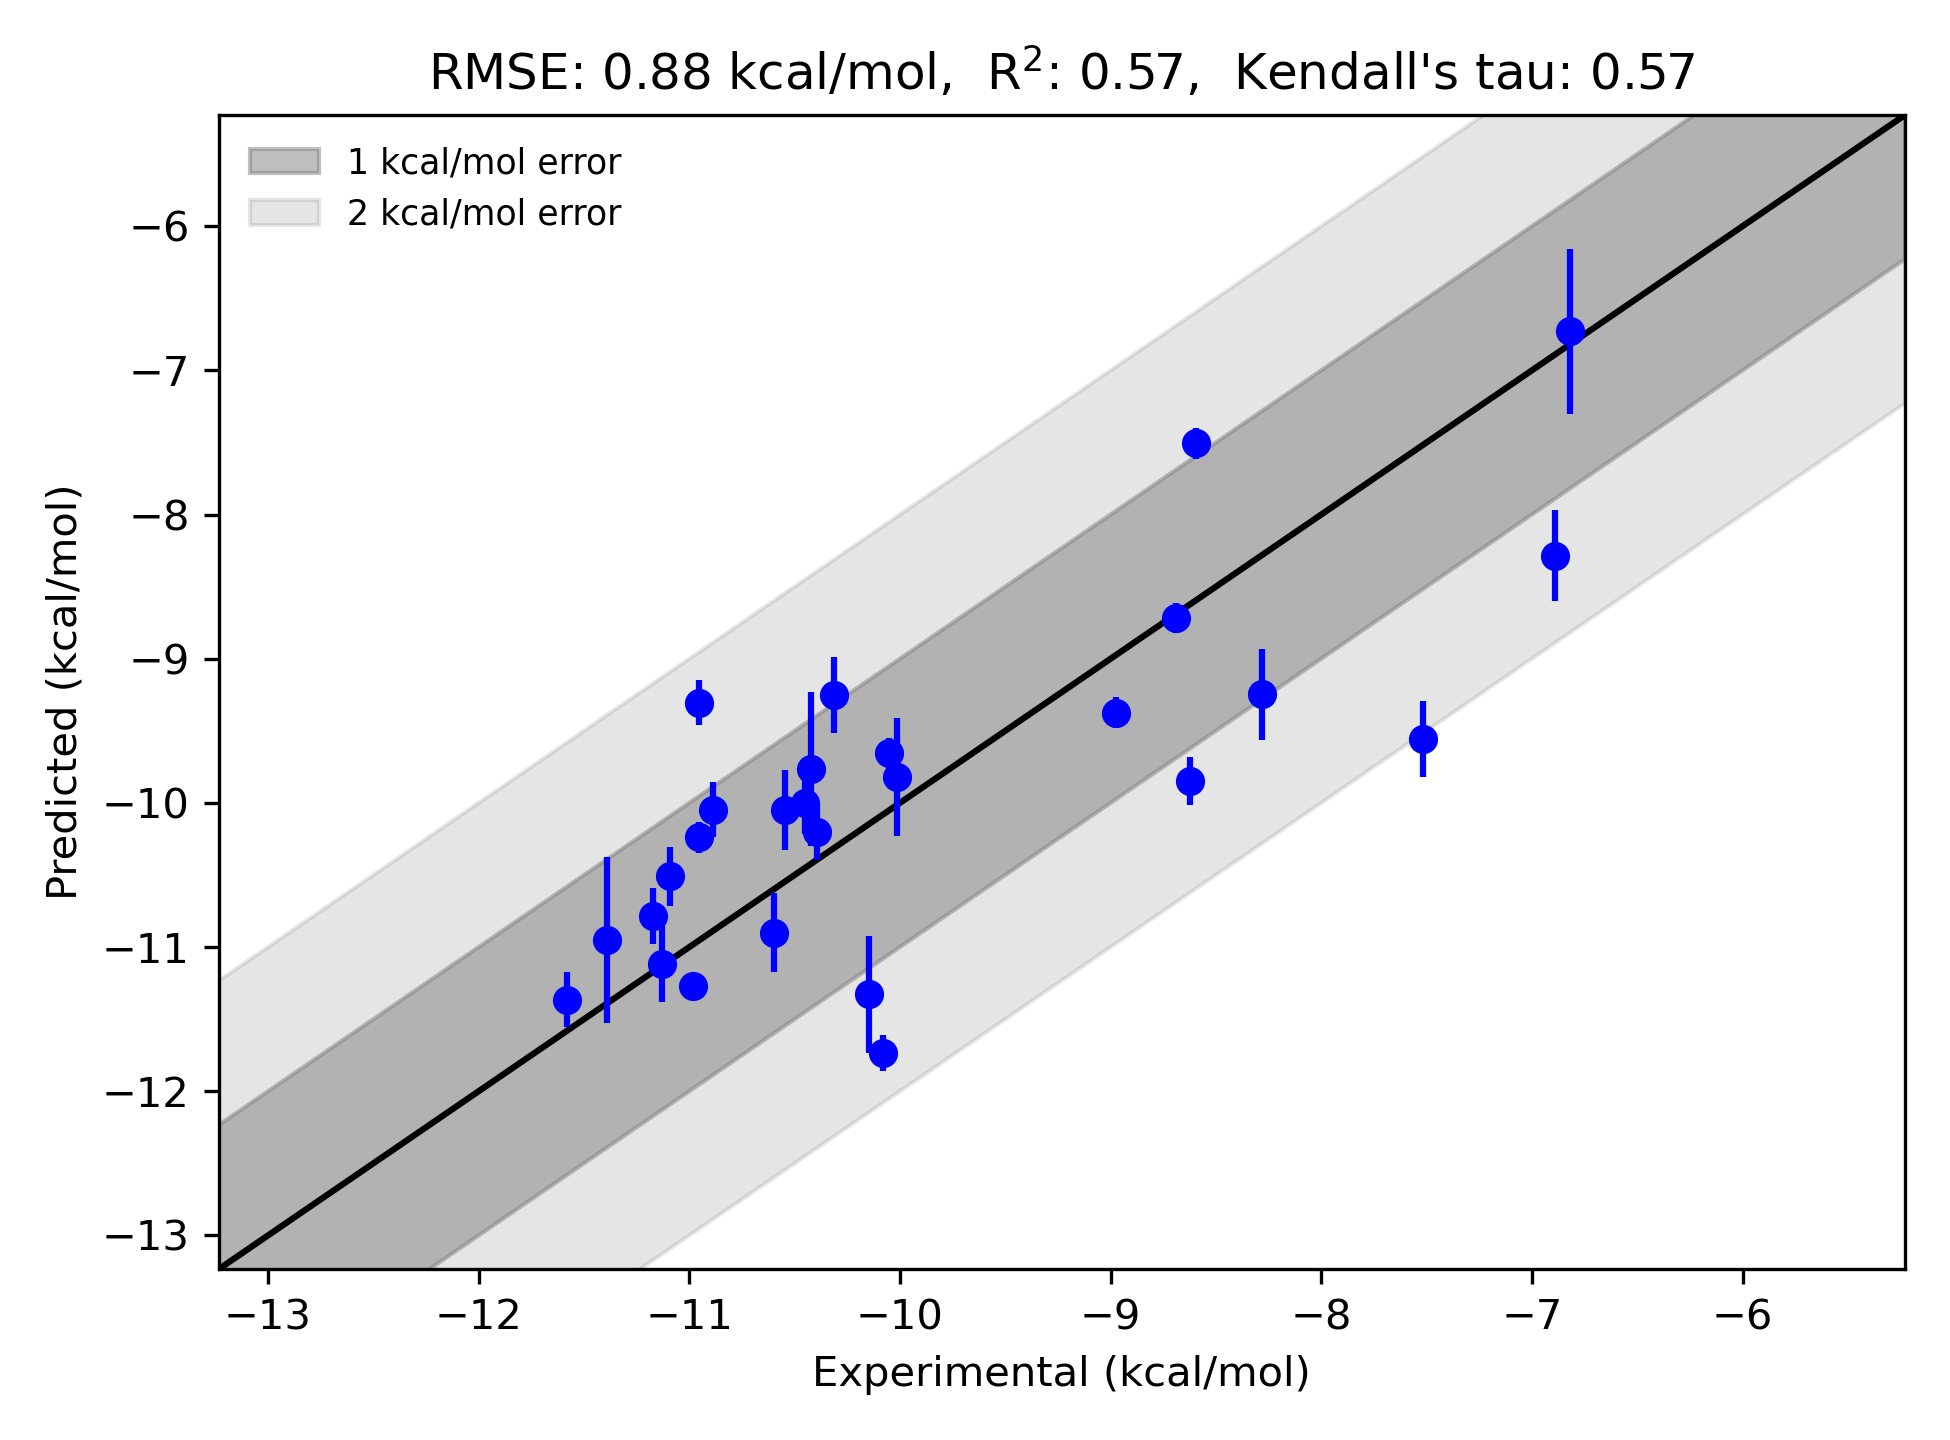 RMSE: 0.88 kcal/mol, R²: 0.57, Kendall's tau: 0.57
1 kcal/mol error
2 kcal/mol error
Predicted (kcal/mol)
−6
−7
−8
−9
−10
−11
−12
−13
−13 −12 −11 −10 −9 −8 −7 −6
Experimental (kcal/mol)